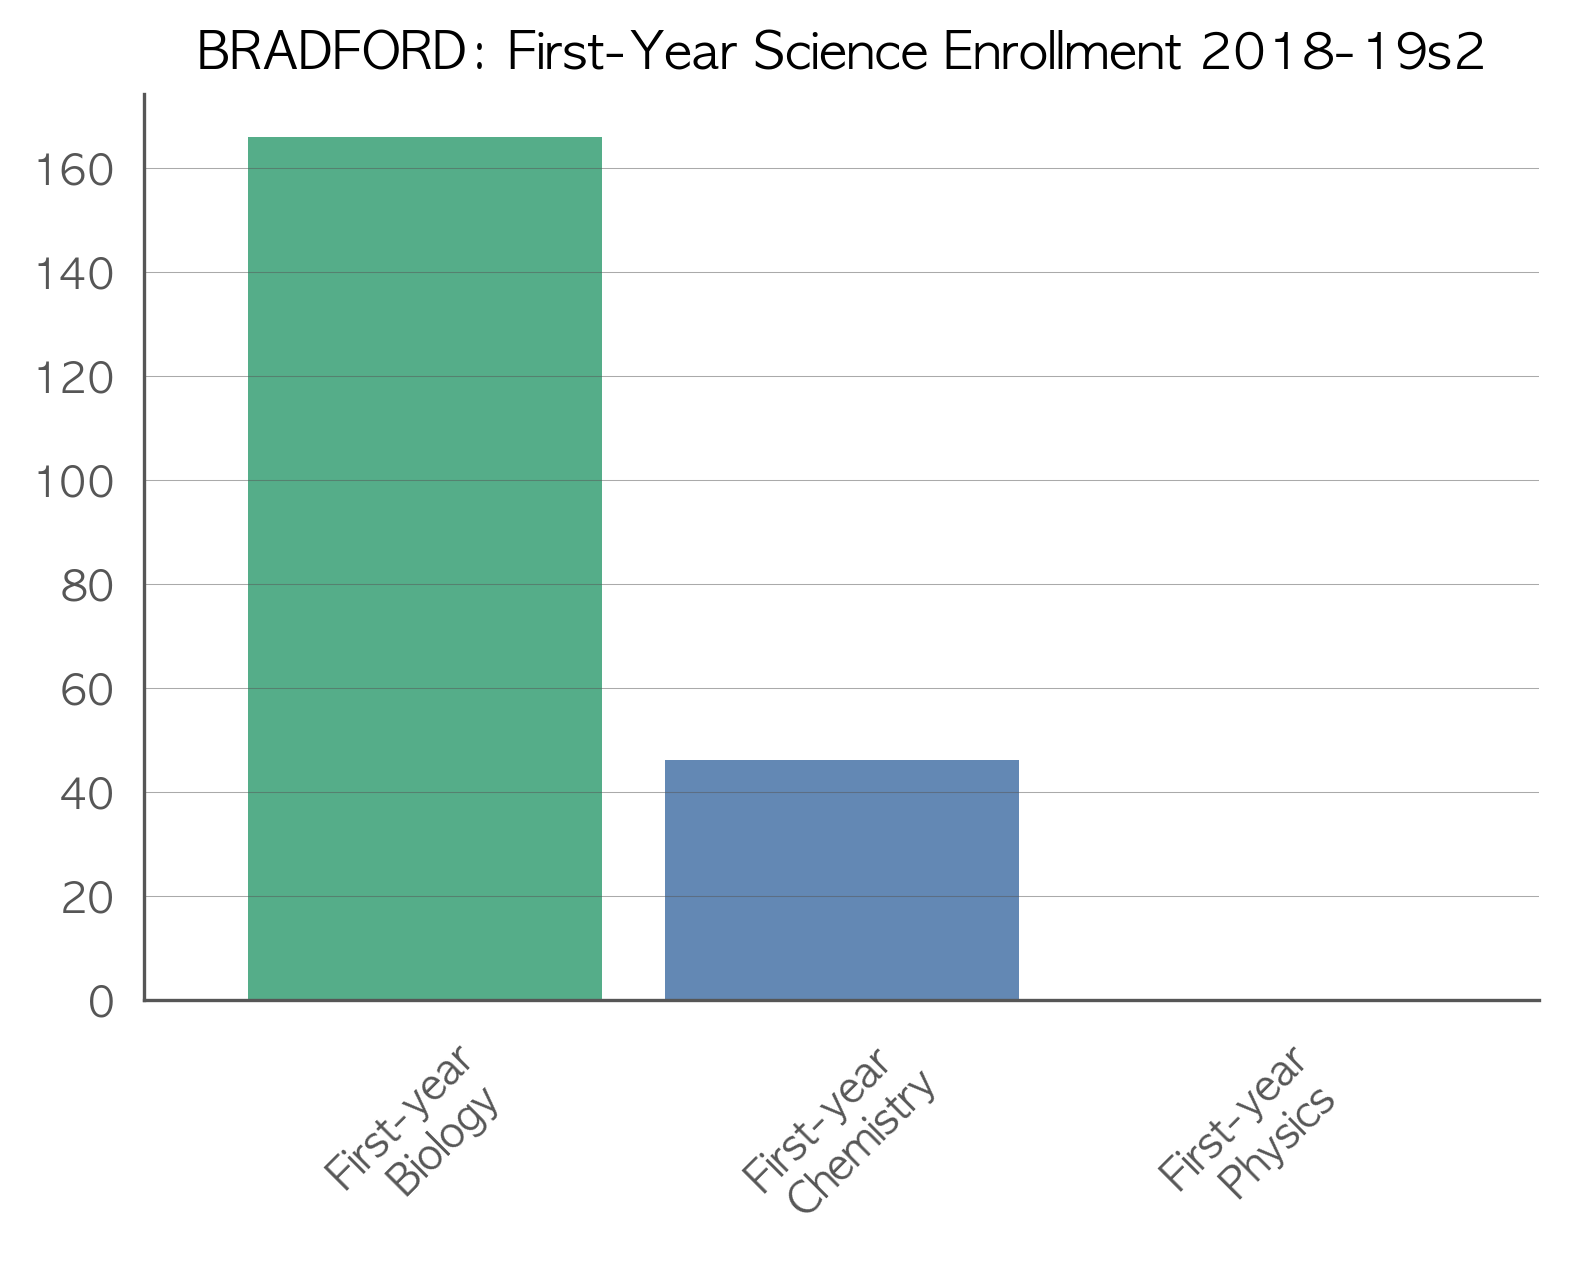 BRADFORD: First-Year Science Enrollment 2018-19s2
160
140
120
100
80
60
40
20
0
First-year
Biology
First-year
Chemistry
First-year
Physics